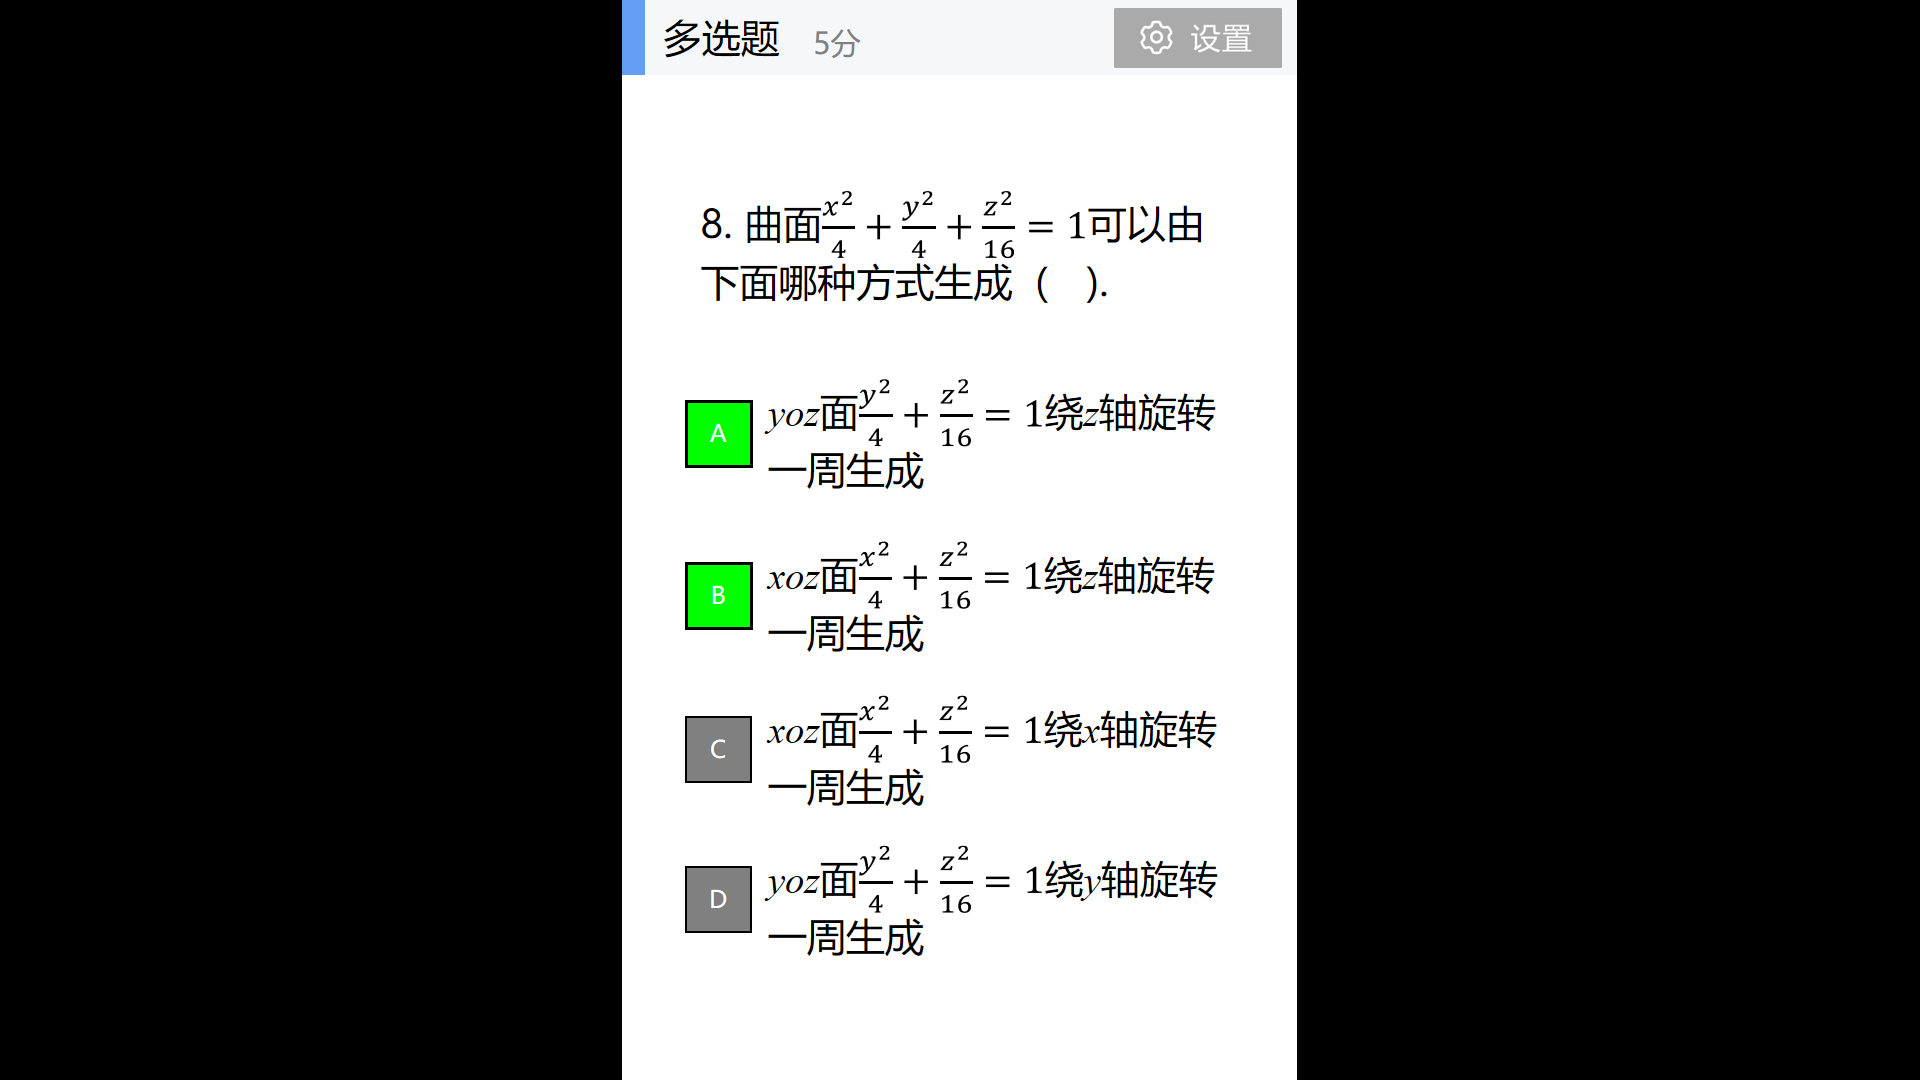 多选题 5分 设置
8. 曲面x²/4 + y²/4 + z²/16 = 1可以由
下面哪种方式生成（ ）.
A yoz面y²/4 + z²/16 = 1绕z轴旋转
一周生成
B xoz面x²/4 + z²/16 = 1绕z轴旋转
一周生成
C xoz面x²/4 + z²/16 = 1绕x轴旋转
一周生成
D yoz面y²/4 + z²/16 = 1绕y轴旋转
一周生成